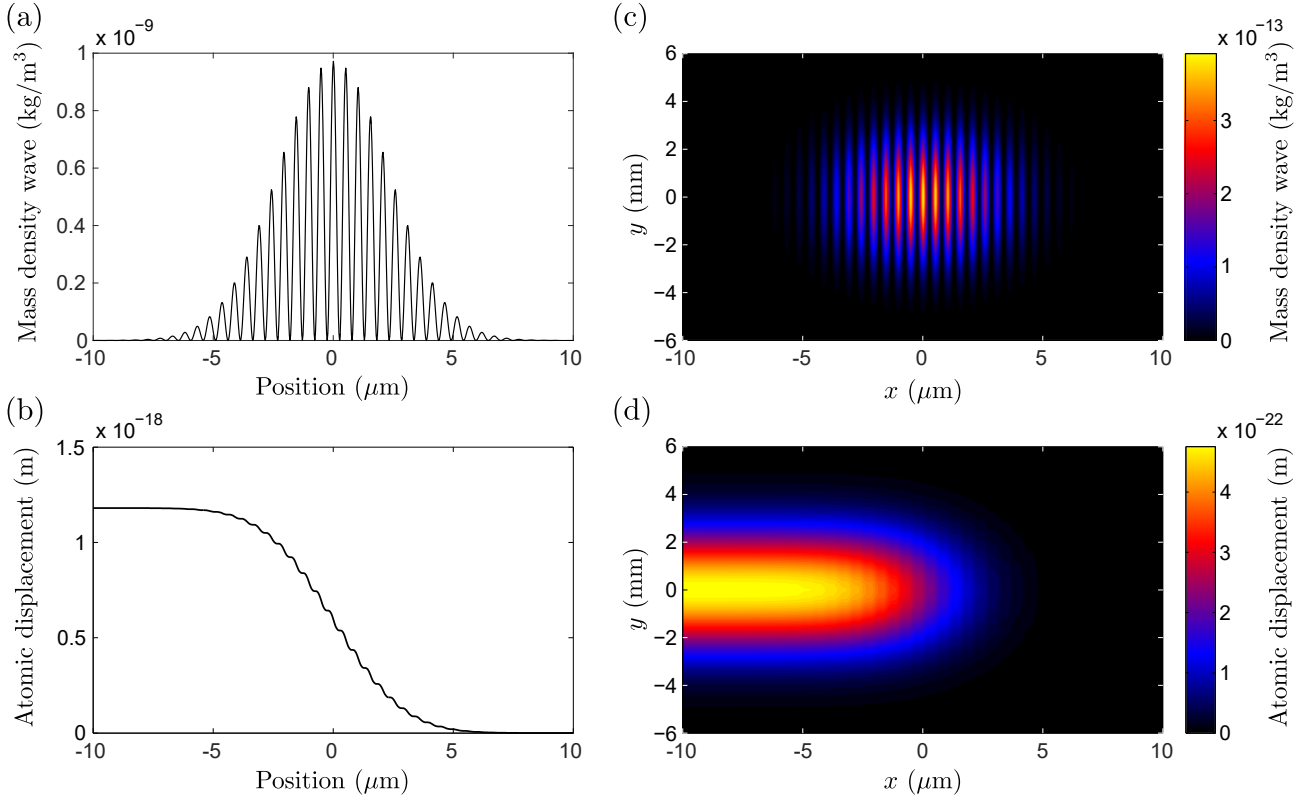 (a)
x 10⁻⁹
Mass density wave (kg/m³)
1
0.8
0.6
0.4
0.2
0
-10
-5
0
5
10
Position (μm)
(c)
x 10⁻¹³
y (mm)
6
4
2
0
−2
−4
−6
-10
-5
0
5
10
x (μm)
3
2
1
0
Mass density wave (kg/m³)
(b)
x 10⁻¹⁸
Atomic displacement (m)
1.5
1
0.5
0
-10
-5
0
5
10
Position (μm)
(d)
x 10⁻²²
y (mm)
6
4
2
0
−2
−4
−6
-10
-5
0
5
10
x (μm)
4
3
2
1
0
Atomic displacement (m)